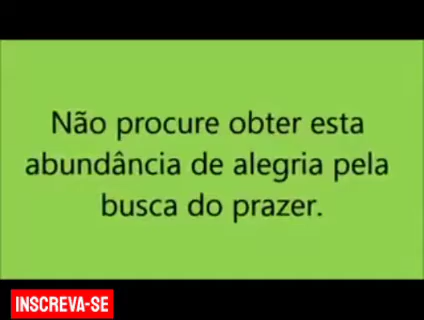 Não procure obter esta
abundância de alegria pela
busca do prazer.
INSCREVA-SE